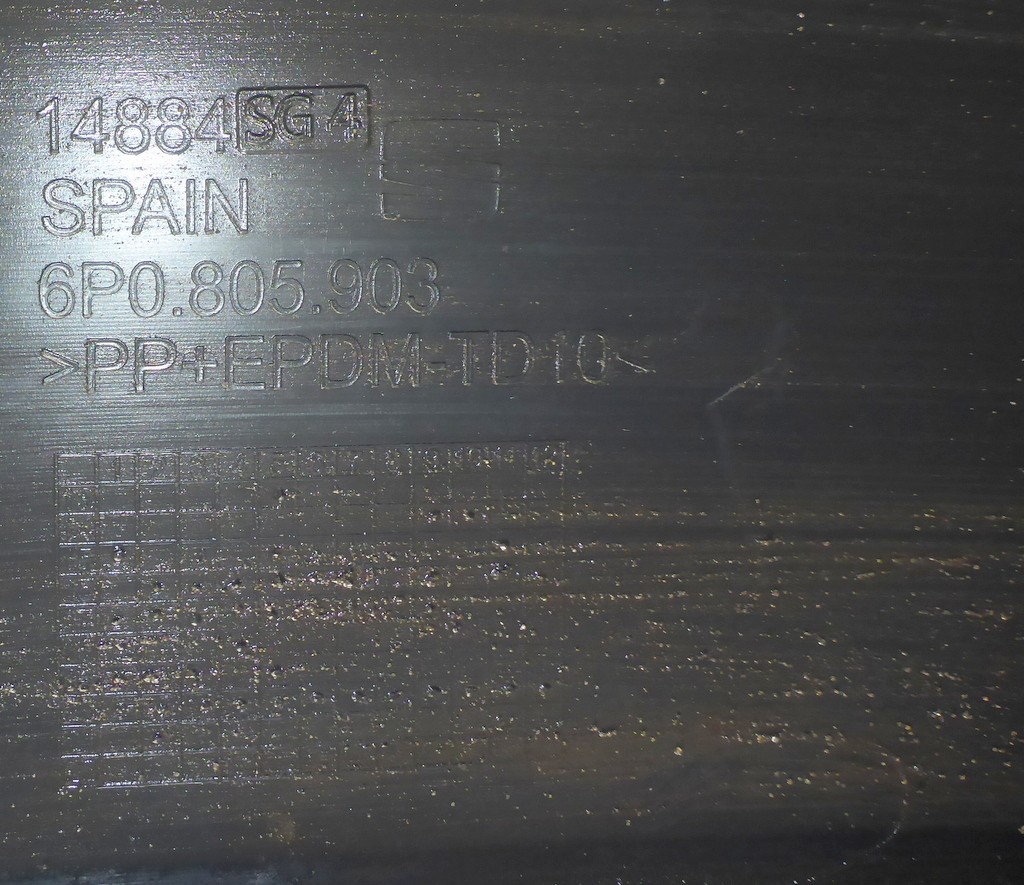 14884 SG 4
SPAIN
6P0.805.903
>PP+EPDM-TD10<